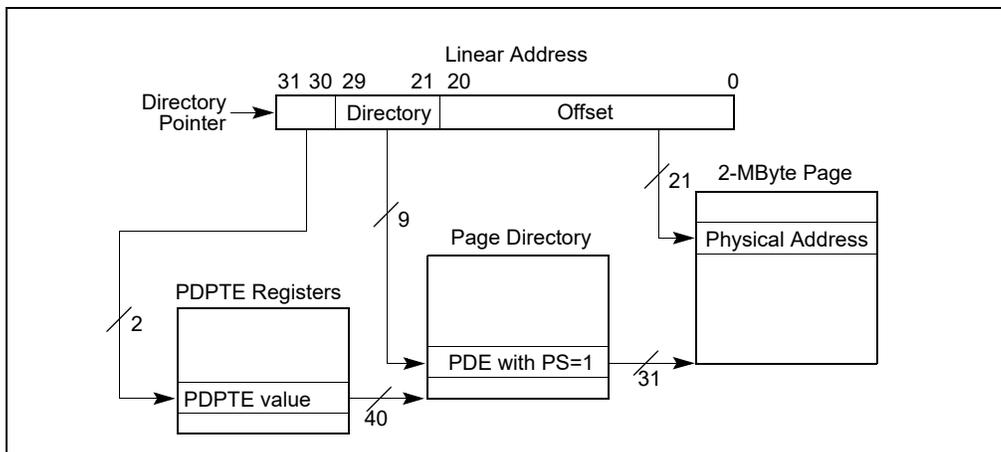 Linear Address
31 30 29 21 20 0
Directory
Pointer
Directory
Offset
21
2-MByte Page
9
Physical Address
Page Directory
PDPTE Registers
2
PDE with PS=1
31
PDPTE value
40